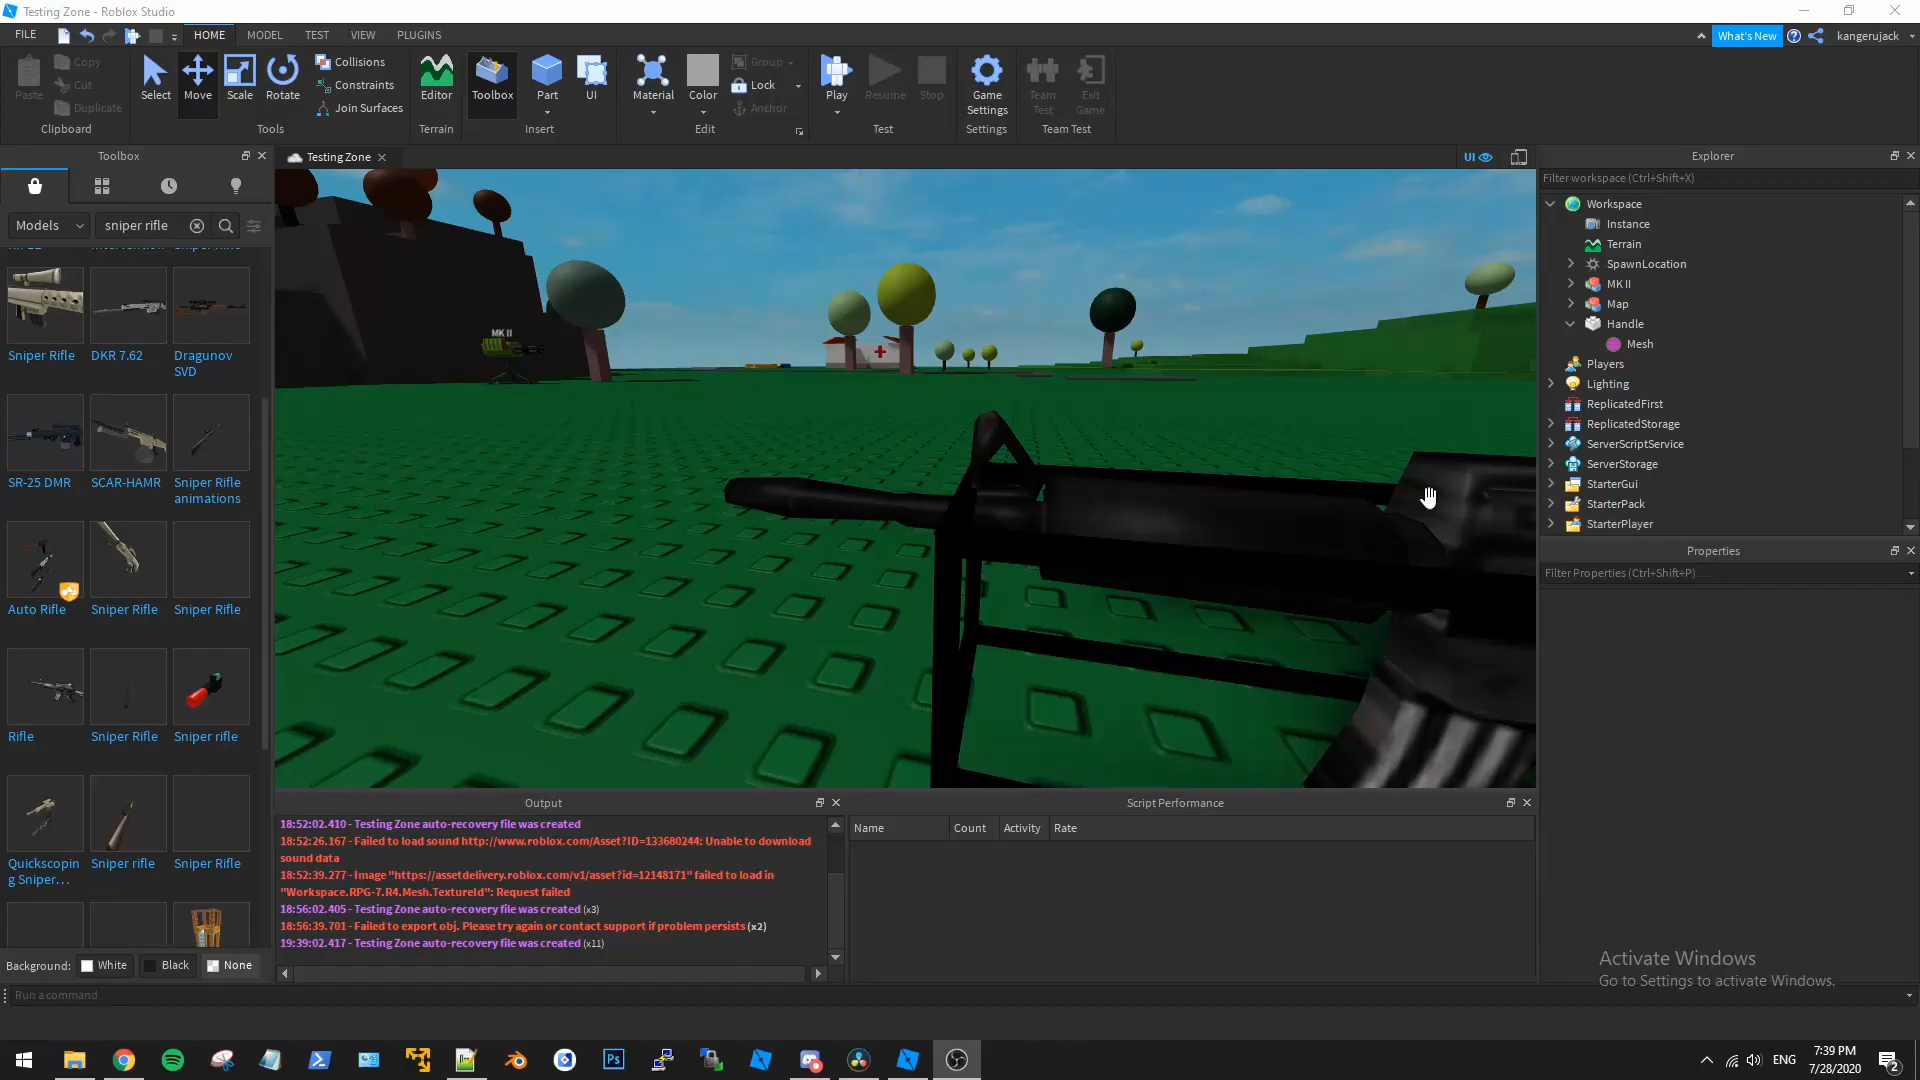 Testing Zone - Roblox Studio
FILE
HOME
MODEL
TEST
VIEW
PLUGINS
What's New
kangerujack
Paste
Copy
Cut
Duplicate
Clipboard
Select
Move
Scale
Rotate
Collisions
Constraints
Join Surfaces
Tools
Editor
Terrain
Toolbox
Part
UI
Insert
Material
Color
Group
Lock
Anchor
Edit
Play
Resume
Stop
Test
Game Settings
Settings
Team Test
Exit Game
Team Test
Toolbox
Testing Zone
UI
Explorer
Models
sniper rifle
Sniper Rifle
DKR 7.62
Dragunov
SVD
SR-25 DMR
SCAR-HAMR
Sniper Rifle
animations
Auto Rifle
Sniper Rifle
Sniper Rifle
Rifle
Sniper Rifle
Sniper rifle
Quickscopin
g Sniper...
Sniper rifle
Sniper Rifle
Background:
White
Black
None
Run a command
MK II
Filter workspace (Ctrl+Shift+X)
Workspace
Instance
Terrain
SpawnLocation
MK II
Map
Handle
Mesh
Players
Lighting
ReplicatedFirst
ReplicatedStorage
ServerScriptService
ServerStorage
StarterGui
StarterPack
StarterPlayer
Properties
Filter Properties (Ctrl+Shift+P)
Output
18:52:02.410 - Testing Zone auto-recovery file was created
18:52:26.167 - Failed to load sound http://www.roblox.com/Asset?ID=133680244: Unable to download
sound data
18:52:39.277 - Image "https://assetdelivery.roblox.com/v1/asset?id=12148171" failed to load in
"Workspace.RPG-7.R4.Mesh.TextureId": Request failed
18:56:02.405 - Testing Zone auto-recovery file was created (x3)
18:56:39.701 - Failed to export obj. Please try again or contact support if problem persists (x2)
19:39:02.417 - Testing Zone auto-recovery file was created (x11)
Script Performance
Name
Count
Activity
Rate
Activate Windows
Go to Settings to activate Windows.
Ps
ENG
7:39 PM
7/28/2020
2